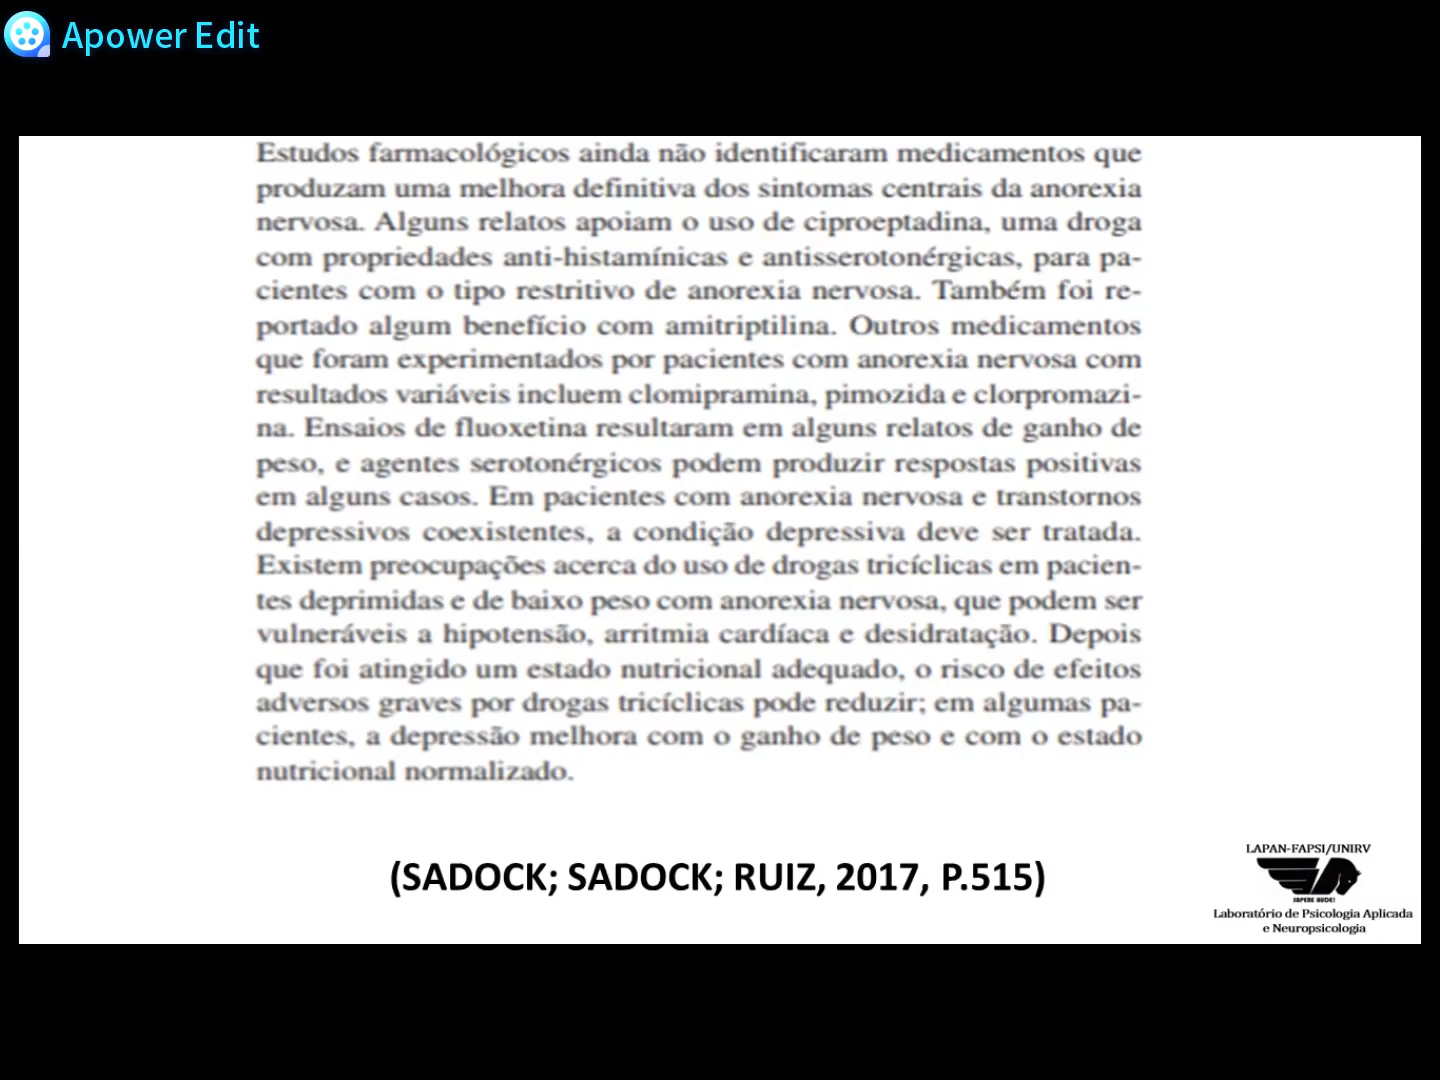 Apower Edit
Estudos farmacológicos ainda não identificaram medicamentos que
produzam uma melhora definitiva dos sintomas centrais da anorexia
nervosa. Alguns relatos apoiam o uso de ciproeptadina, uma droga
com propriedades anti-histamínicas e antisserotonérgicas, para pa-
cientes com o tipo restritivo de anorexia nervosa. Também foi re-
portado algum benefício com amitriptilina. Outros medicamentos
que foram experimentados por pacientes com anorexia nervosa com
resultados variáveis incluem clomipramina, pimozida e clorpromazi-
na. Ensaios de fluoxetina resultaram em alguns relatos de ganho de
peso, e agentes serotonérgicos podem produzir respostas positivas
em alguns casos. Em pacientes com anorexia nervosa e transtornos
depressivos coexistentes, a condição depressiva deve ser tratada.
Existem preocupações acerca do uso de drogas tricíclicas em pacien-
tes deprimidas e de baixo peso com anorexia nervosa, que podem ser
vulneráveis a hipotensão, arritmia cardíaca e desidratação. Depois
que foi atingido um estado nutricional adequado, o risco de efeitos
adversos graves por drogas tricíclicas pode reduzir; em algumas pa-
cientes, a depressão melhora com o ganho de peso e com o estado
nutricional normalizado.
(SADOCK; SADOCK; RUIZ, 2017, P.515)
LAPAN-FAPSI/UNIRV
SAPERE AUDE!
Laboratório de Psicologia Aplicada
e Neuropsicologia